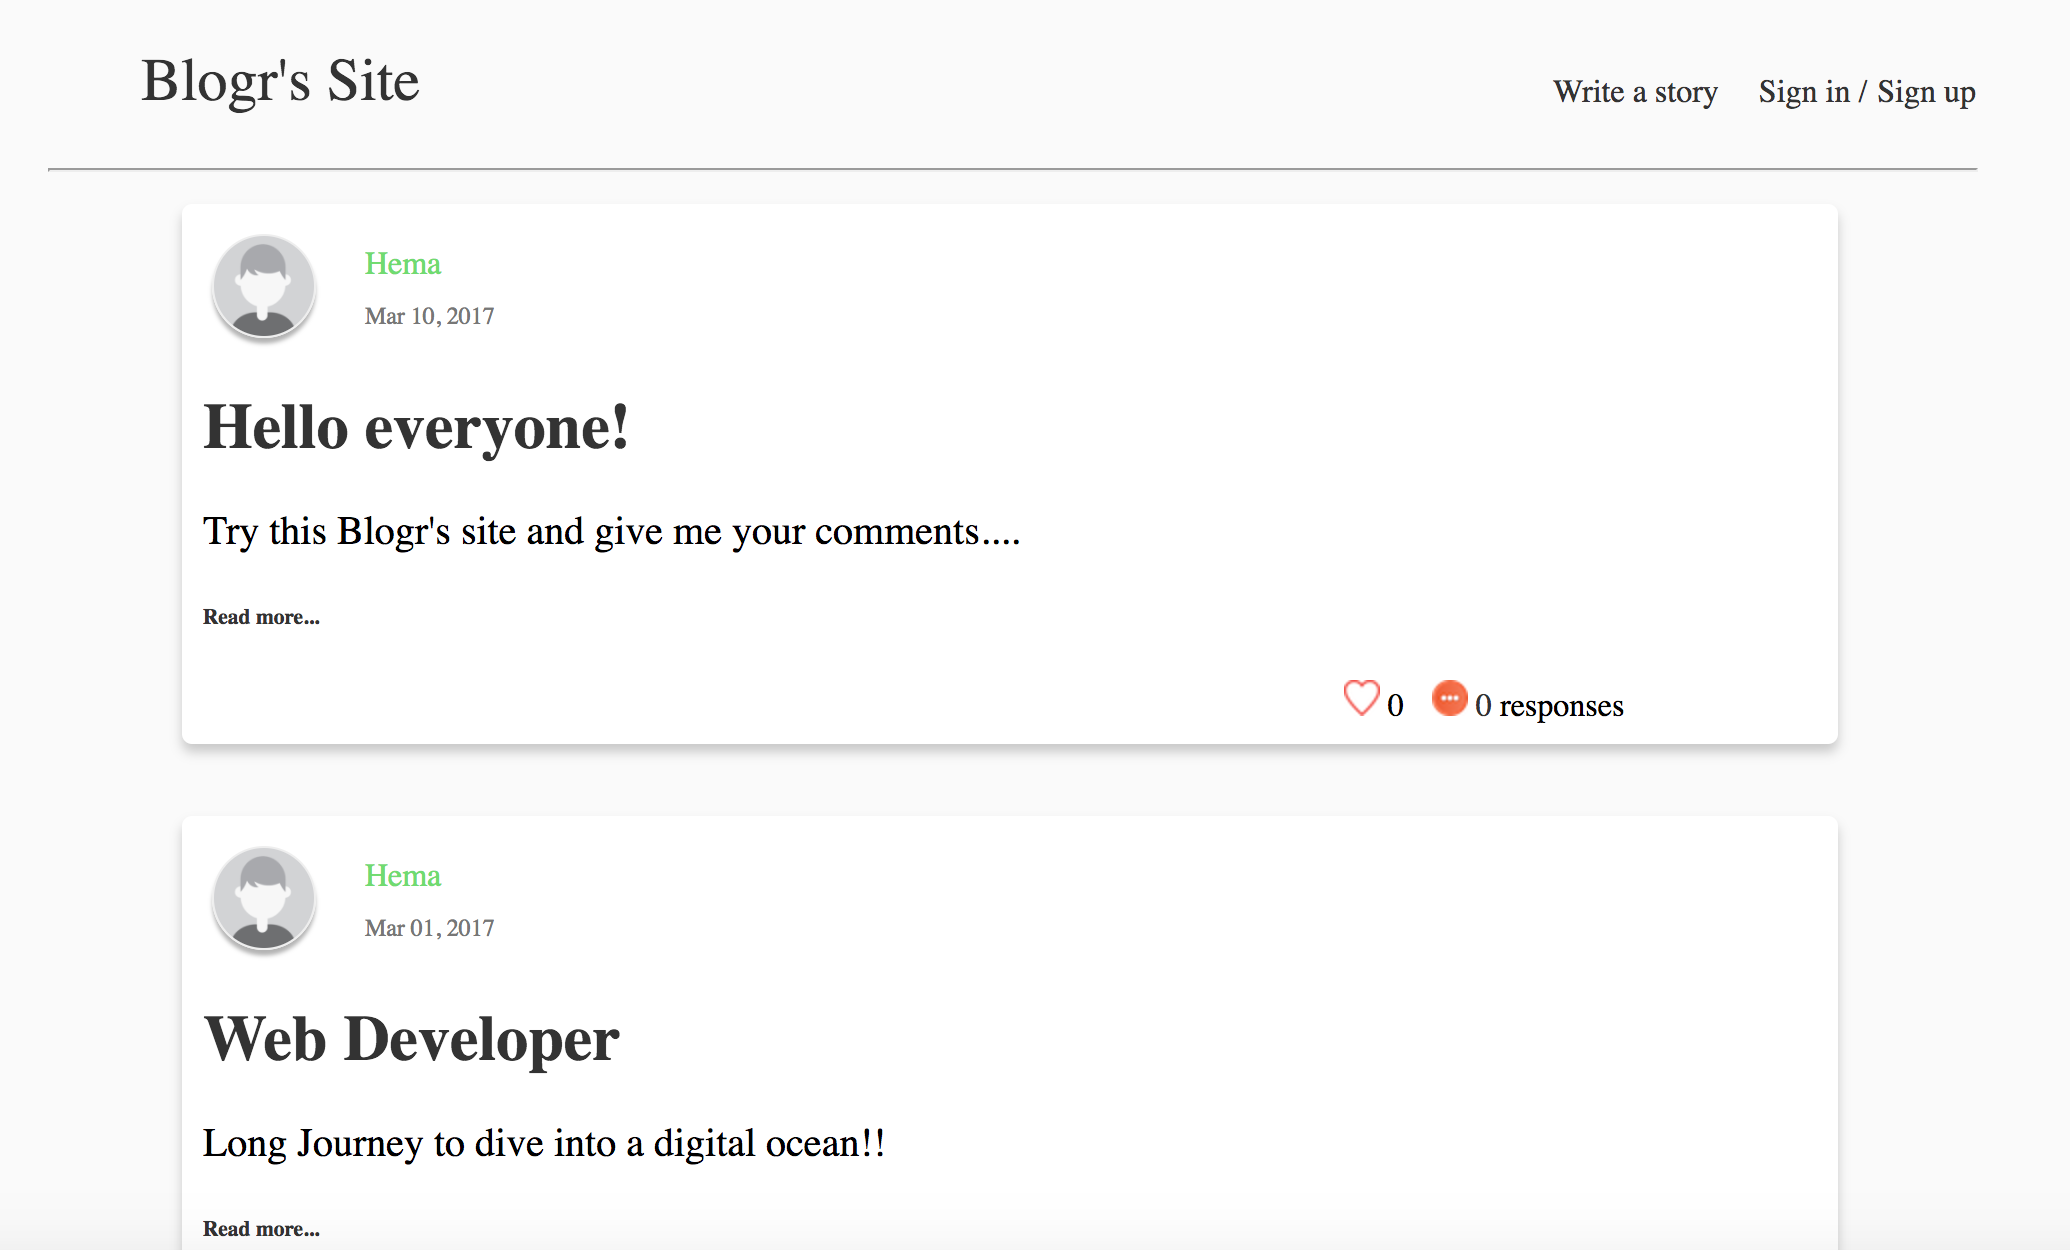 Blogr's Site
Write a story Sign in / Sign up
Hema
Mar 10, 2017
Hello everyone!
Try this Blogr's site and give me your comments....
Read more...
0 0 responses
Hema
Mar 01, 2017
Web Developer
Long Journey to dive into a digital ocean!!
Read more...